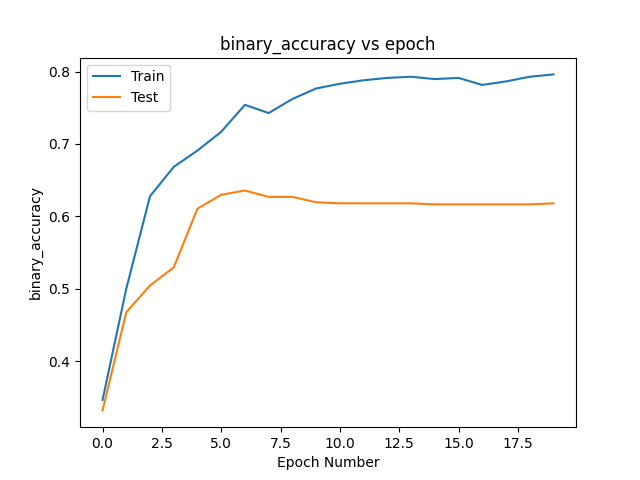 binary_accuracy vs epoch
Train
Test
0.8
0.7
0.6
0.5
0.4
binary_accuracy
0.0 2.5 5.0 7.5 10.0 12.5 15.0 17.5
Epoch Number